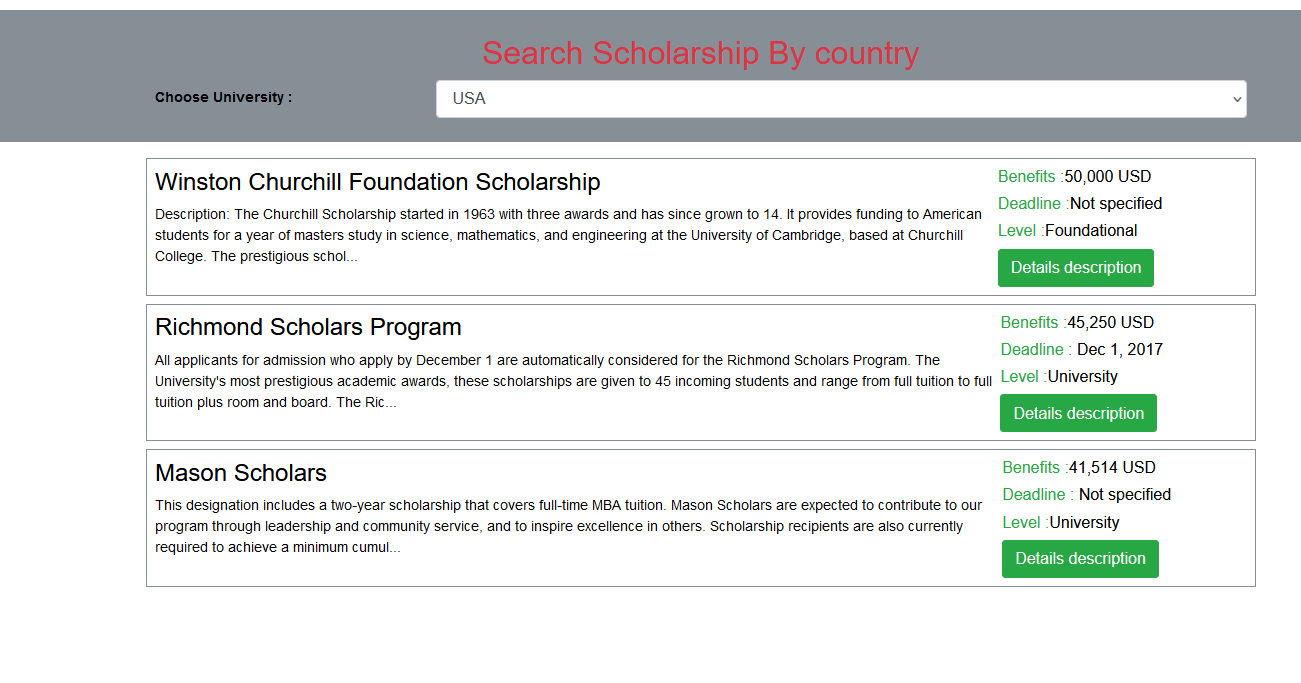 Search Scholarship By country
Choose University :
USA
Winston Churchill Foundation Scholarship
Description: The Churchill Scholarship started in 1963 with three awards and has since grown to 14. It provides funding to American
students for a year of masters study in science, mathematics, and engineering at the University of Cambridge, based at Churchill
College. The prestigious schol...
Benefits :50,000 USD
Deadline :Not specified
Level :Foundational
Details description
Richmond Scholars Program
All applicants for admission who apply by December 1 are automatically considered for the Richmond Scholars Program. The
University's most prestigious academic awards, these scholarships are given to 45 incoming students and range from full tuition to full
tuition plus room and board. The Ric...
Benefits :45,250 USD
Deadline : Dec 1, 2017
Level :University
Details description
Mason Scholars
This designation includes a two-year scholarship that covers full-time MBA tuition. Mason Scholars are expected to contribute to our
program through leadership and community service, and to inspire excellence in others. Scholarship recipients are also currently
required to achieve a minimum cumul...
Benefits :41,514 USD
Deadline : Not specified
Level :University
Details description